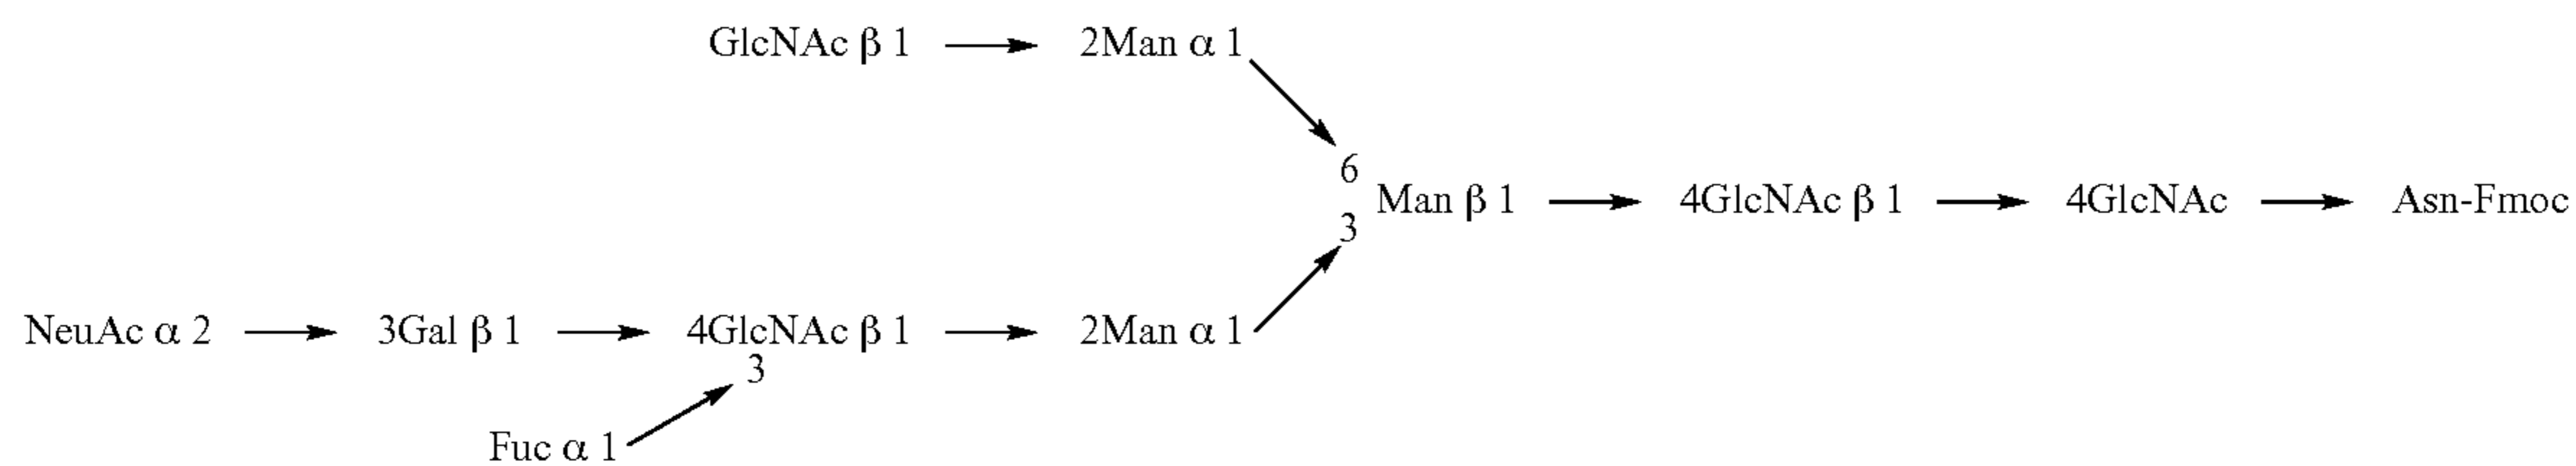 GlcNAc β 1 → 2Man α 1
6
Man β 1 → 4GlcNAc β 1 → 4GlcNAc → Asn-Fmoc
3
NeuAc α 2 → 3Gal β 1 → 4GlcNAc β 1 → 2Man α 1
3
Fuc α 1